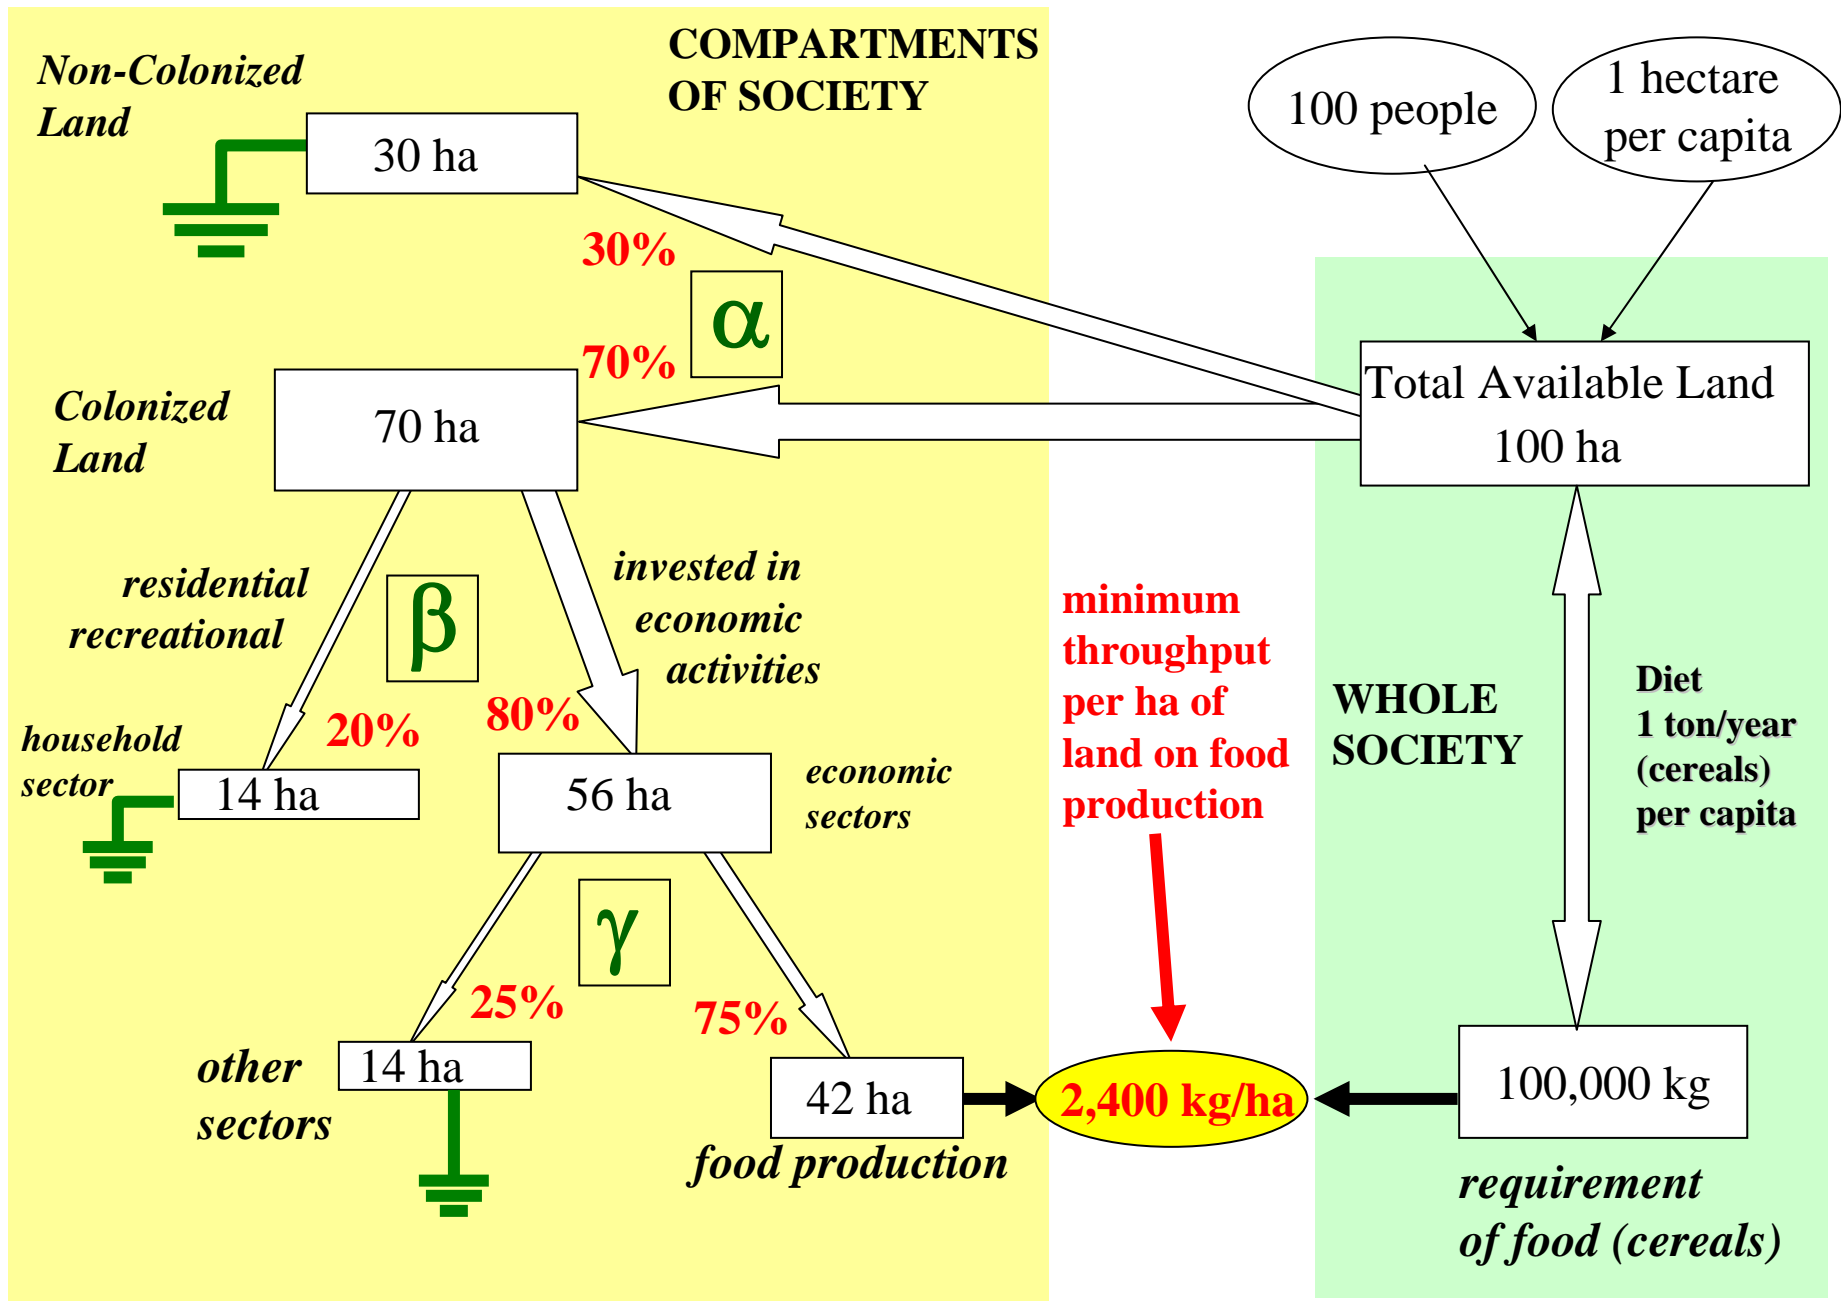 COMPARTMENTS
OF SOCIETY
Non-Colonized
Land
30 ha
100 people
1 hectare
per capita
30%
α
70%
Total Available Land
100 ha
Colonized
Land
70 ha
residential
recreational
β
invested in
economic
activities
20%
80%
household
sector
14 ha
56 ha
economic
sectors
minimum
throughput
per ha of
land on food
production
WHOLE
SOCIETY
Diet
1 ton/year
(cereals)
per capita
γ
25%
75%
other
sectors
14 ha
42 ha
food production
2,400 kg/ha
100,000 kg
requirement
of food (cereals)